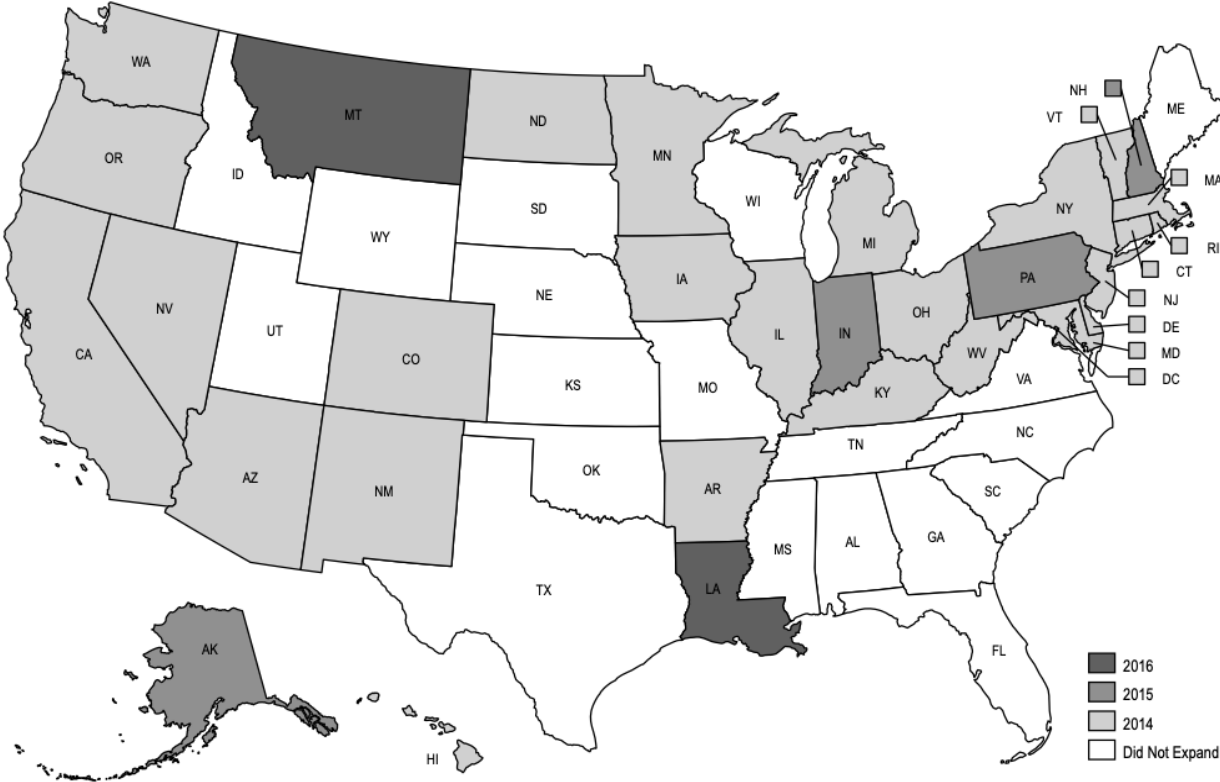 WA
MT
ND
MN
OR
ID
SD
WY
WI
MI
NY
NH
VT
ME
MA
RI
CT
NJ
DE
MD
DC
PA
IA
NE
NV
UT
CA
CO
KS
MO
IL
IN
OH
WV
KY
VA
NC
TN
SC
AZ
NM
OK
AR
MS
AL
GA
TX
LA
FL
AK
HI
2016
2015
2014
Did Not Expand